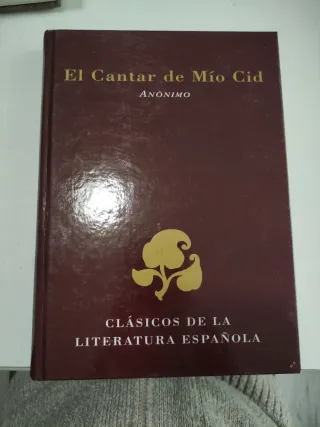 El Cantar de Mío Cid
Anónimo
CLÁSICOS DE LA
LITERATURA ESPAÑOLA